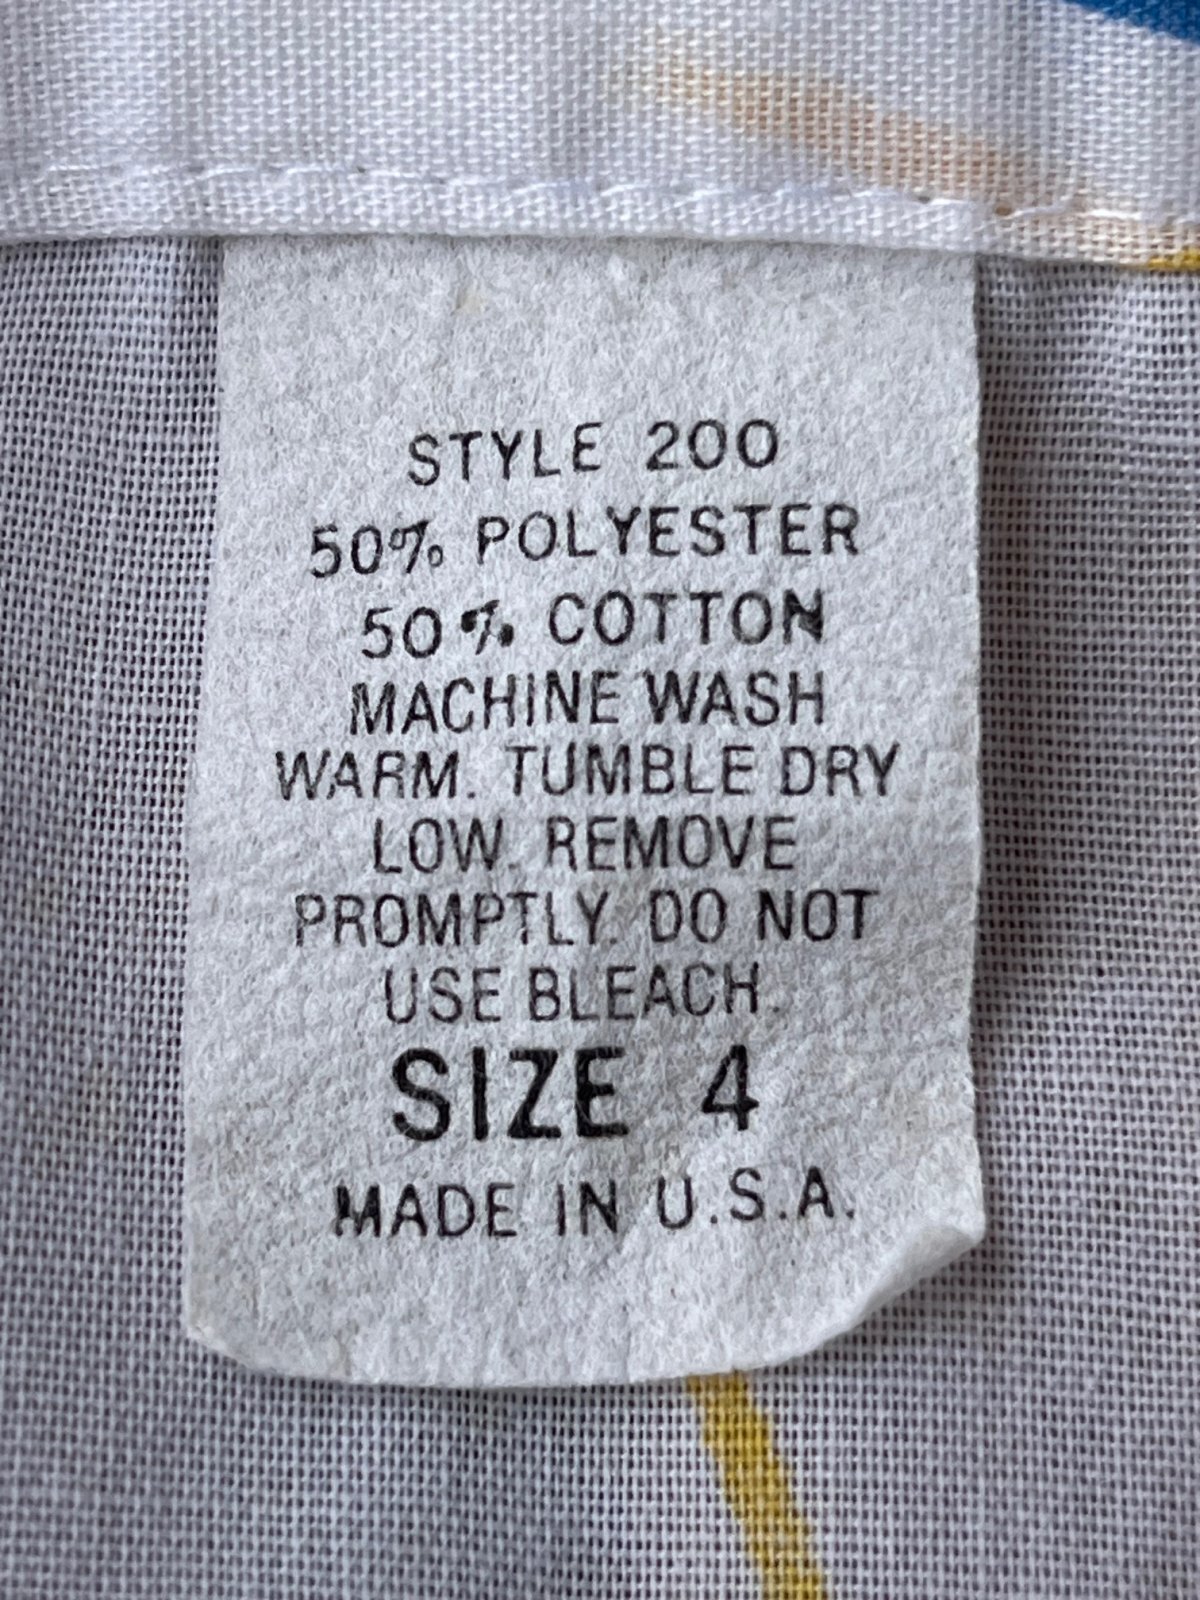 STYLE 200
50% POLYESTER
50% COTTON
MACHINE WASH
WARM. TUMBLE DRY
LOW. REMOVE
PROMPTLY. DO NOT
USE BLEACH.
SIZE 4
MADE IN U.S.A.